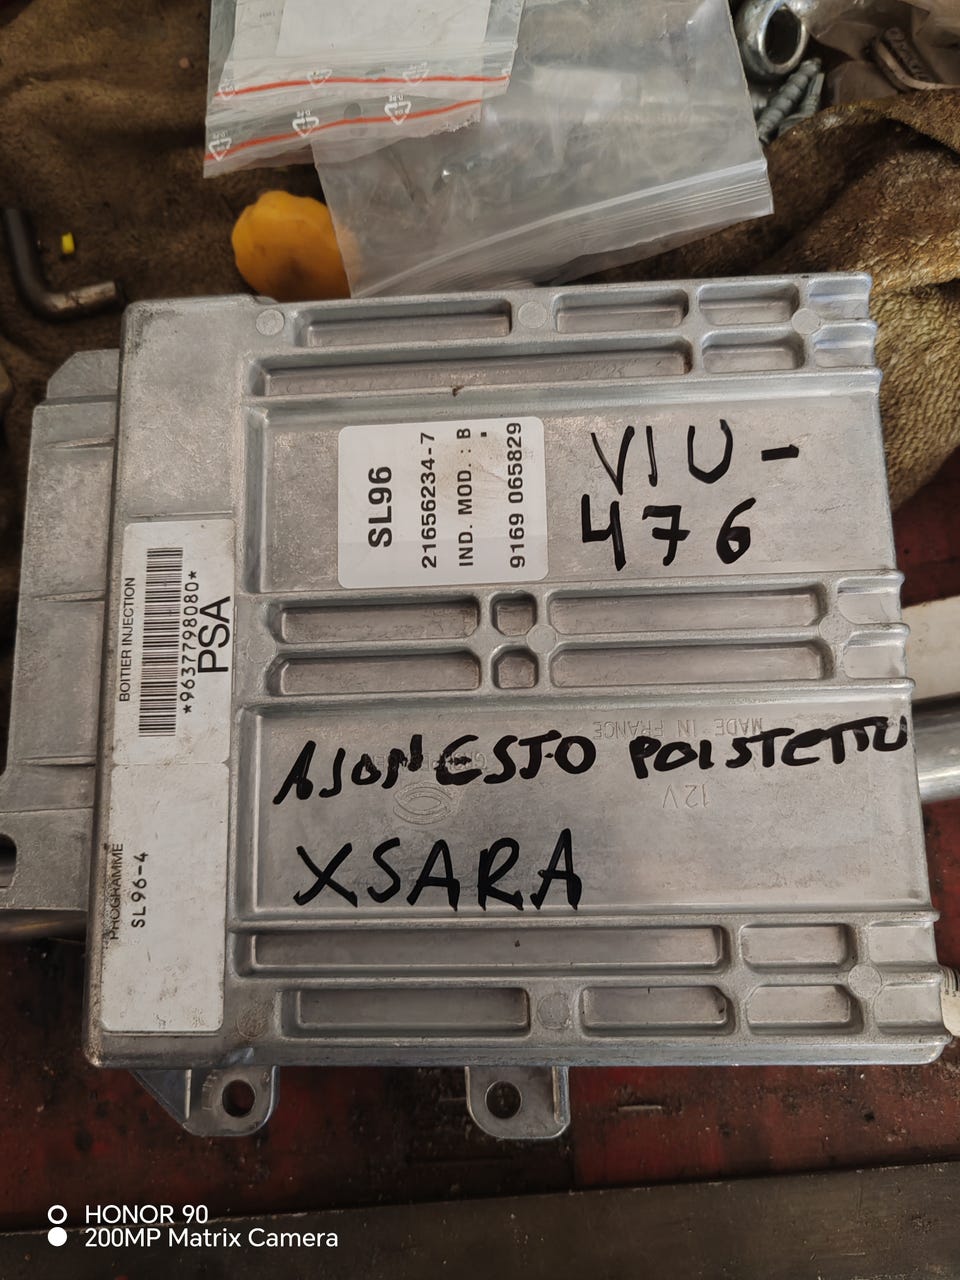 SL96
21656234-7
IND. MOD. : B
9169 065829
VIU-
476
BOITIER INJECTION
*9637798080*
PSA
PROGRAMME
SL96-4
MADE IN FRANCE
12V
AJONESTO POISTETTU
XSARA
HONOR 90
200MP Matrix Camera